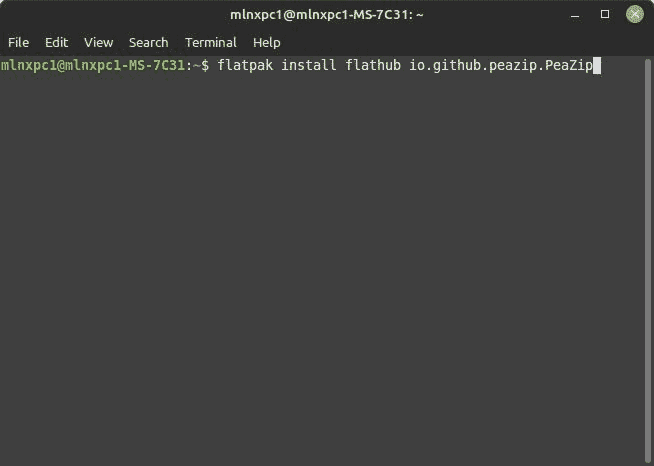 mlnxpc1@mlnxpc1-MS-7C31: ~
File Edit View Search Terminal Help
mlnxpc1@mlnxpc1-MS-7C31:~$ flatpak install flathub io.github.peazip.PeaZip